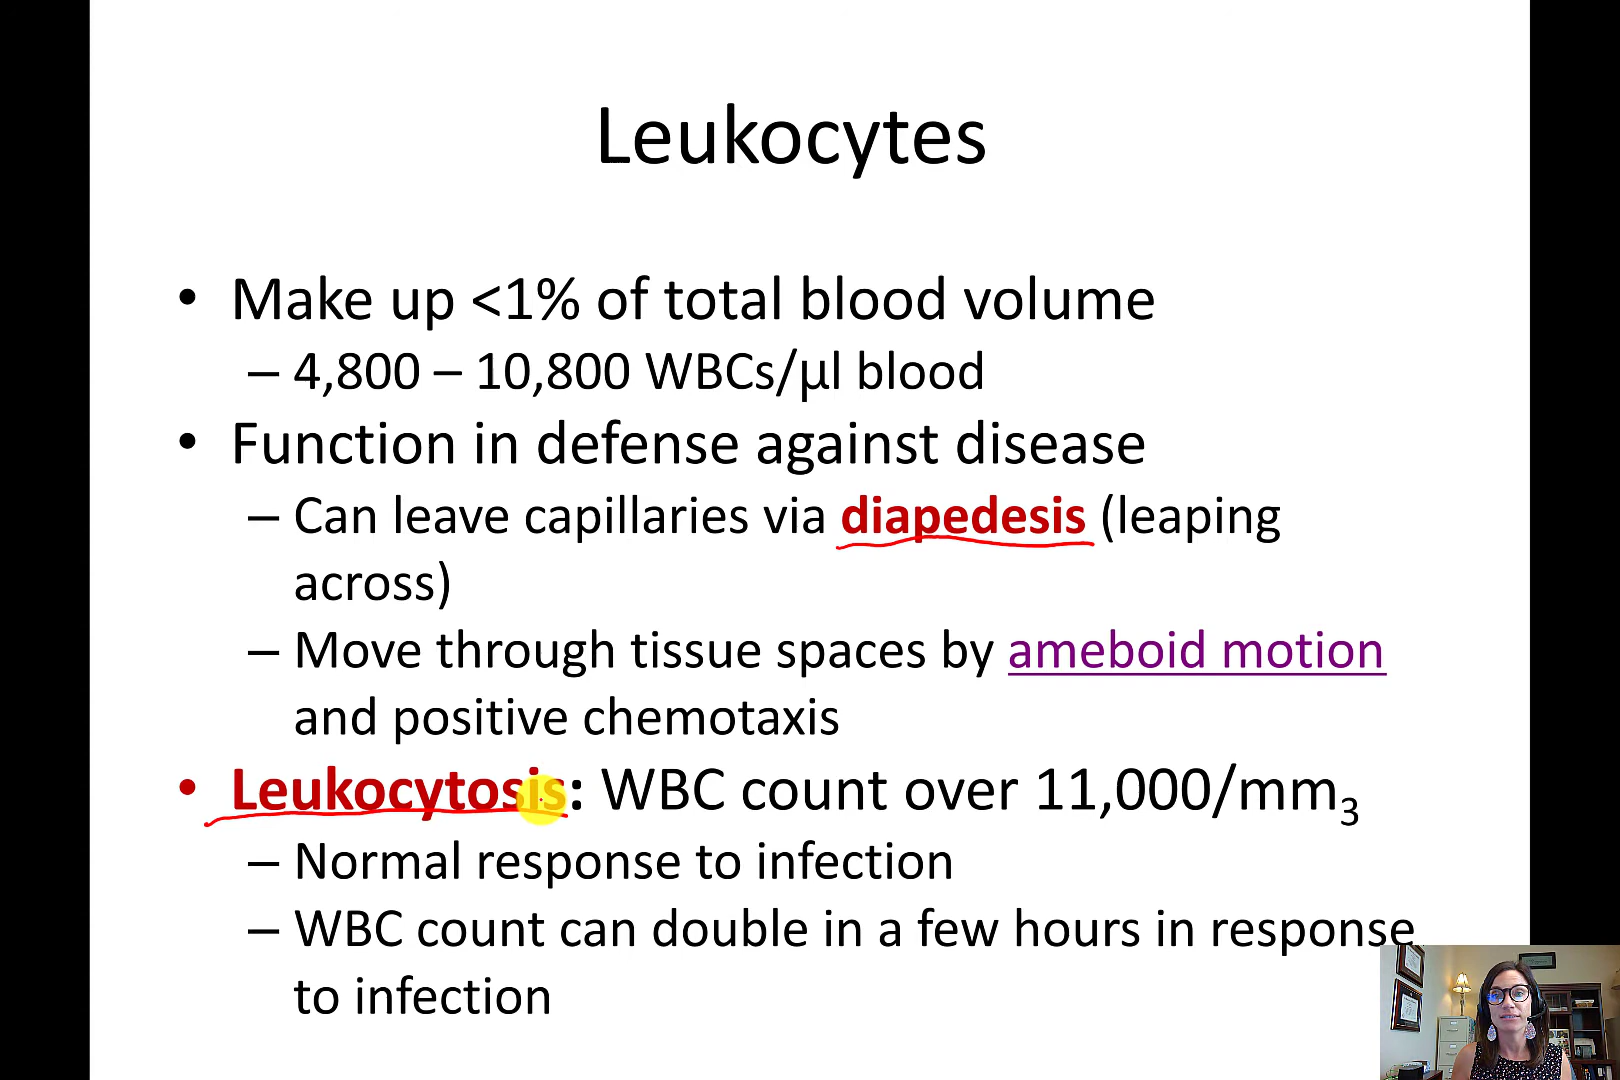 Leukocytes
• Make up <1% of total blood volume
– 4,800 – 10,800 WBCs/µl blood
• Function in defense against disease
– Can leave capillaries via diapedesis (leaping
across)
– Move through tissue spaces by ameboid motion
and positive chemotaxis
• Leukocytosis: WBC count over 11,000/mm₃
– Normal response to infection
– WBC count can double in a few hours in response
to infection